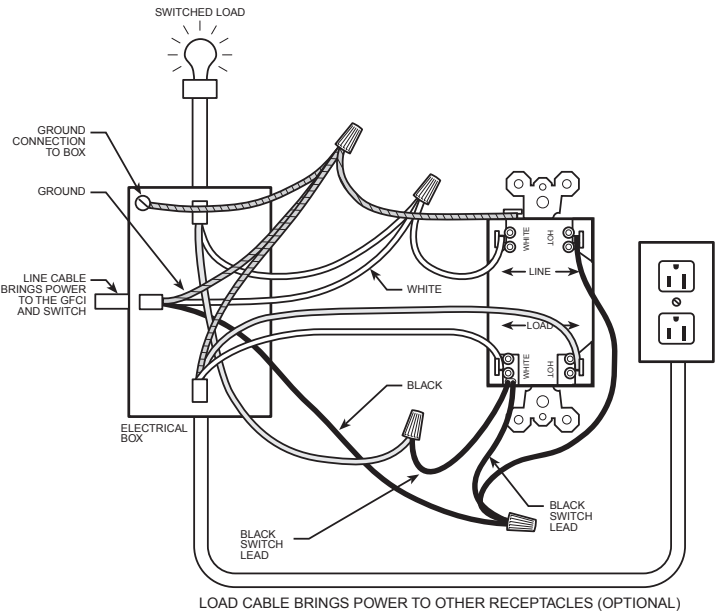 SWITCHED LOAD
GROUND
CONNECTION
TO BOX
GROUND
LINE CABLE
BRINGS POWER
TO THE GFCI
AND SWITCH
WHITE
WHITE
HOT
LINE
LOAD
WHITE
HOT
BLACK
ELECTRICAL
BOX
BLACK
SWITCH
LEAD
BLACK
SWITCH
LEAD
LOAD CABLE BRINGS POWER TO OTHER RECEPTACLES (OPTIONAL)